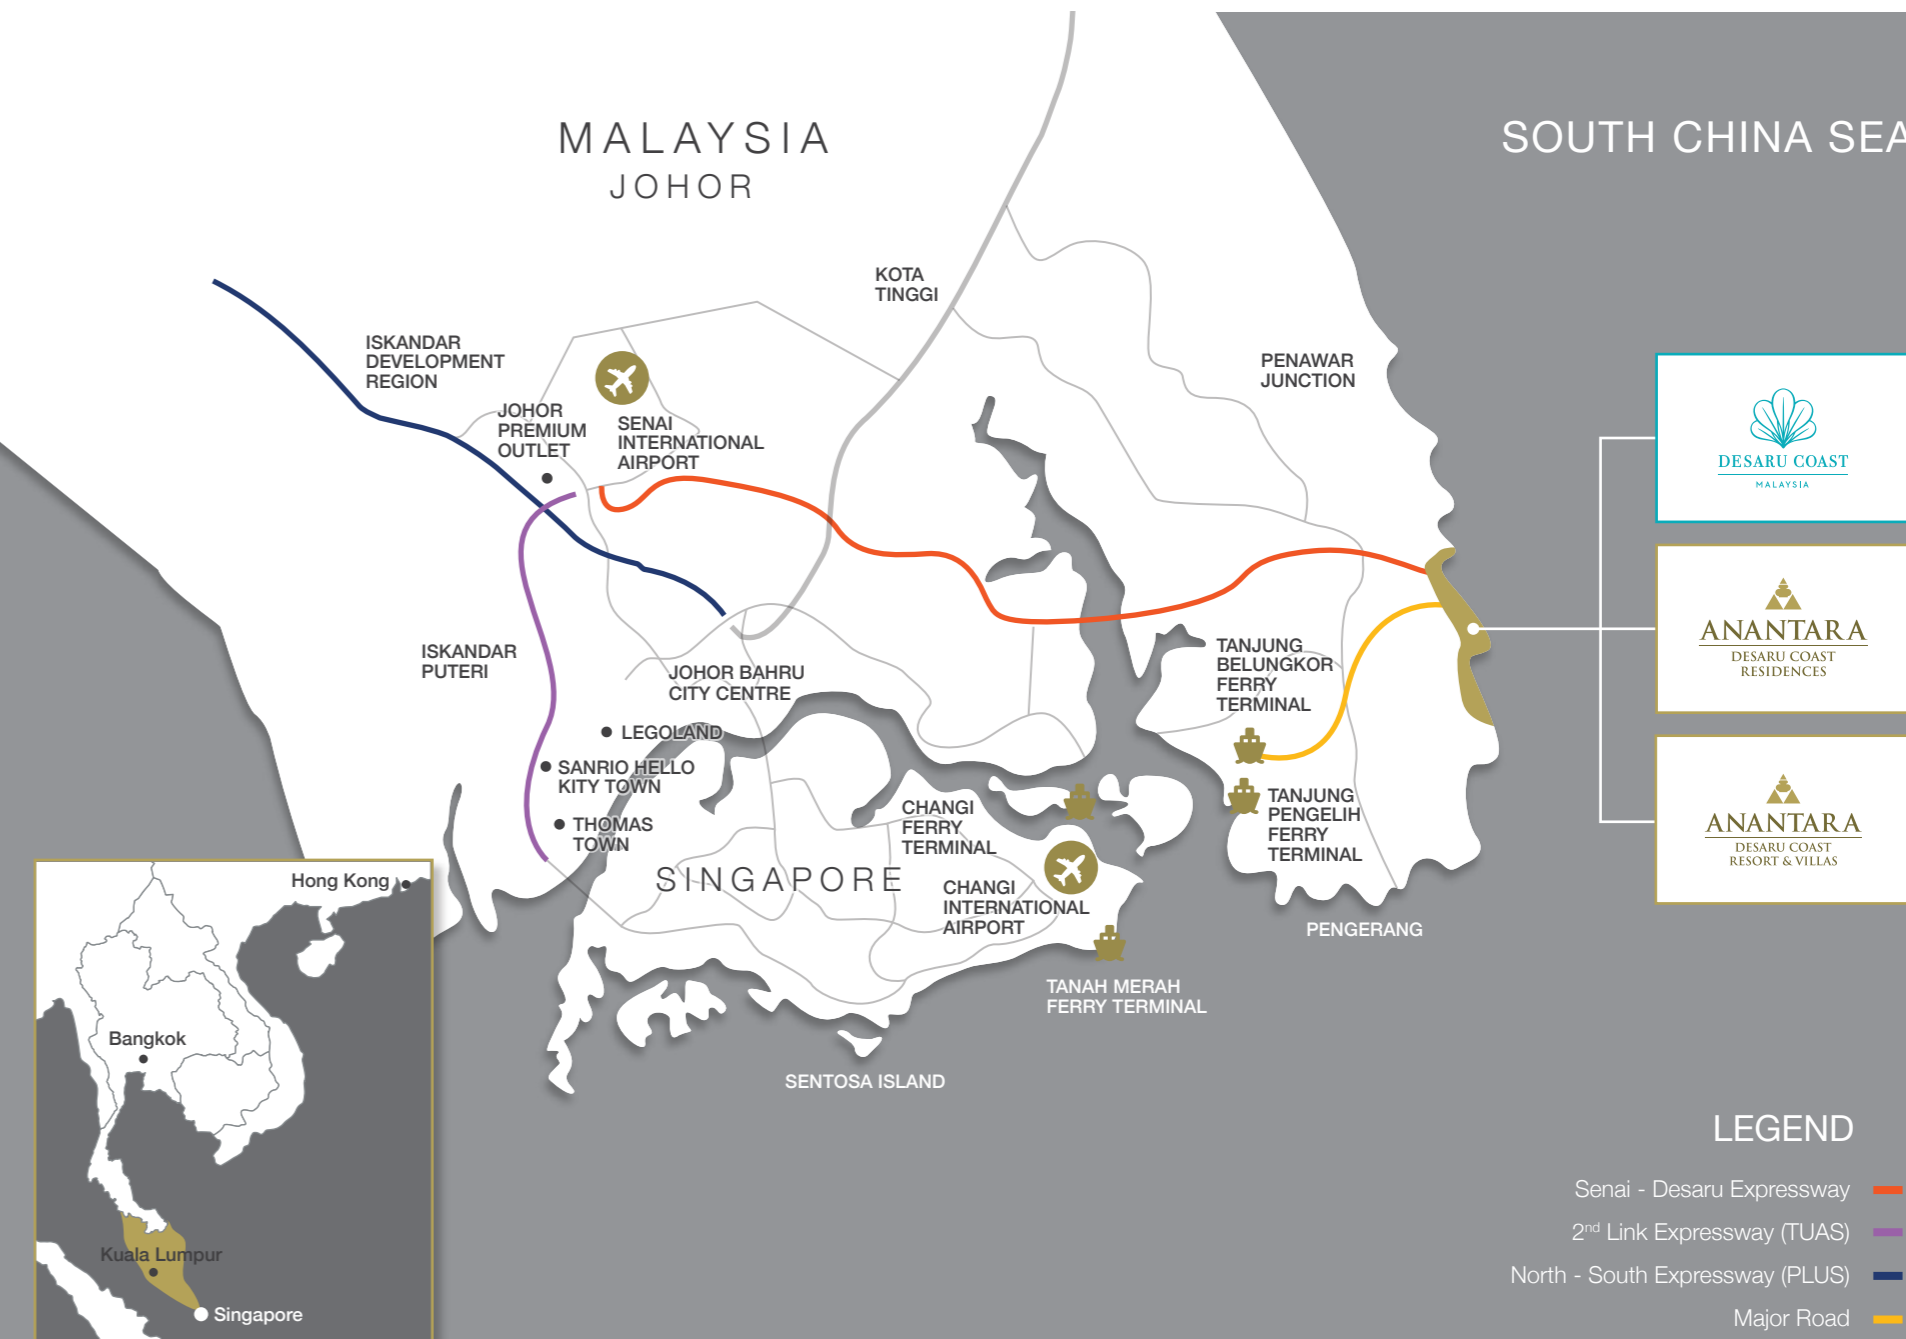 MALAYSIA
JOHOR
SOUTH CHINA SEA
KOTA
TINGGI
ISKANDAR
DEVELOPMENT
REGION
PENAWAR
JUNCTION
JOHOR
PREMIUM
OUTLET
SENAI
INTERNATIONAL
AIRPORT
DESARU COAST
MALAYSIA
ANANTARA
DESARU COAST
RESIDENCES
ISKANDAR
PUTERI
JOHOR BAHRU
CITY CENTRE
TANJUNG
BELUNGKOR
FERRY
TERMINAL
LEGOLAND
SANRIO HELLO
KITY TOWN
THOMAS
TOWN
CHANGI
FERRY
TERMINAL
TANJUNG
PENGELIH
FERRY
TERMINAL
ANANTARA
DESARU COAST
RESORT & VILLAS
SINGAPORE
CHANGI
INTERNATIONAL
AIRPORT
PENGERANG
TANAH MERAH
FERRY TERMINAL
SENTOSA ISLAND
Hong Kong
Bangkok
Kuala Lumpur
Singapore
LEGEND
Senai - Desaru Expressway
2nd Link Expressway (TUAS)
North - South Expressway (PLUS)
Major Road